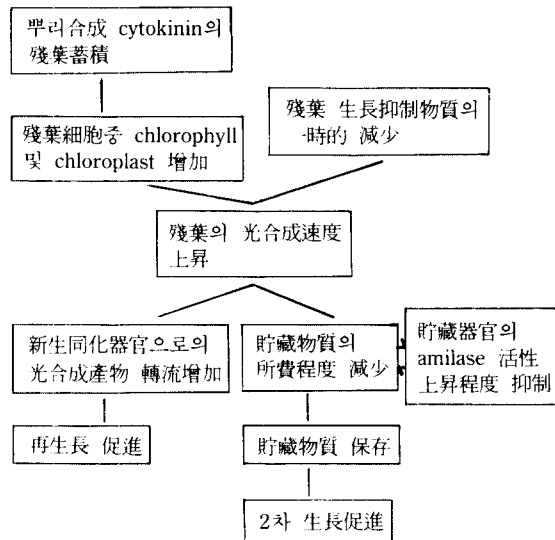 뿌리合成 cytokinin의
殘葉蓄積
殘葉細胞중 chlorophyll
및 chloroplast 增加
殘葉 生長抑制物質의
一時的 減少
殘葉의 光合成速度
上昇
新生同化器官으로의
光合成産物 轉流增加
貯藏物質의
所費程度 減少
貯藏器官의
amilase 活性
上昇程度 抑制
再生長 促進
貯藏物質 保存
2차 生長促進